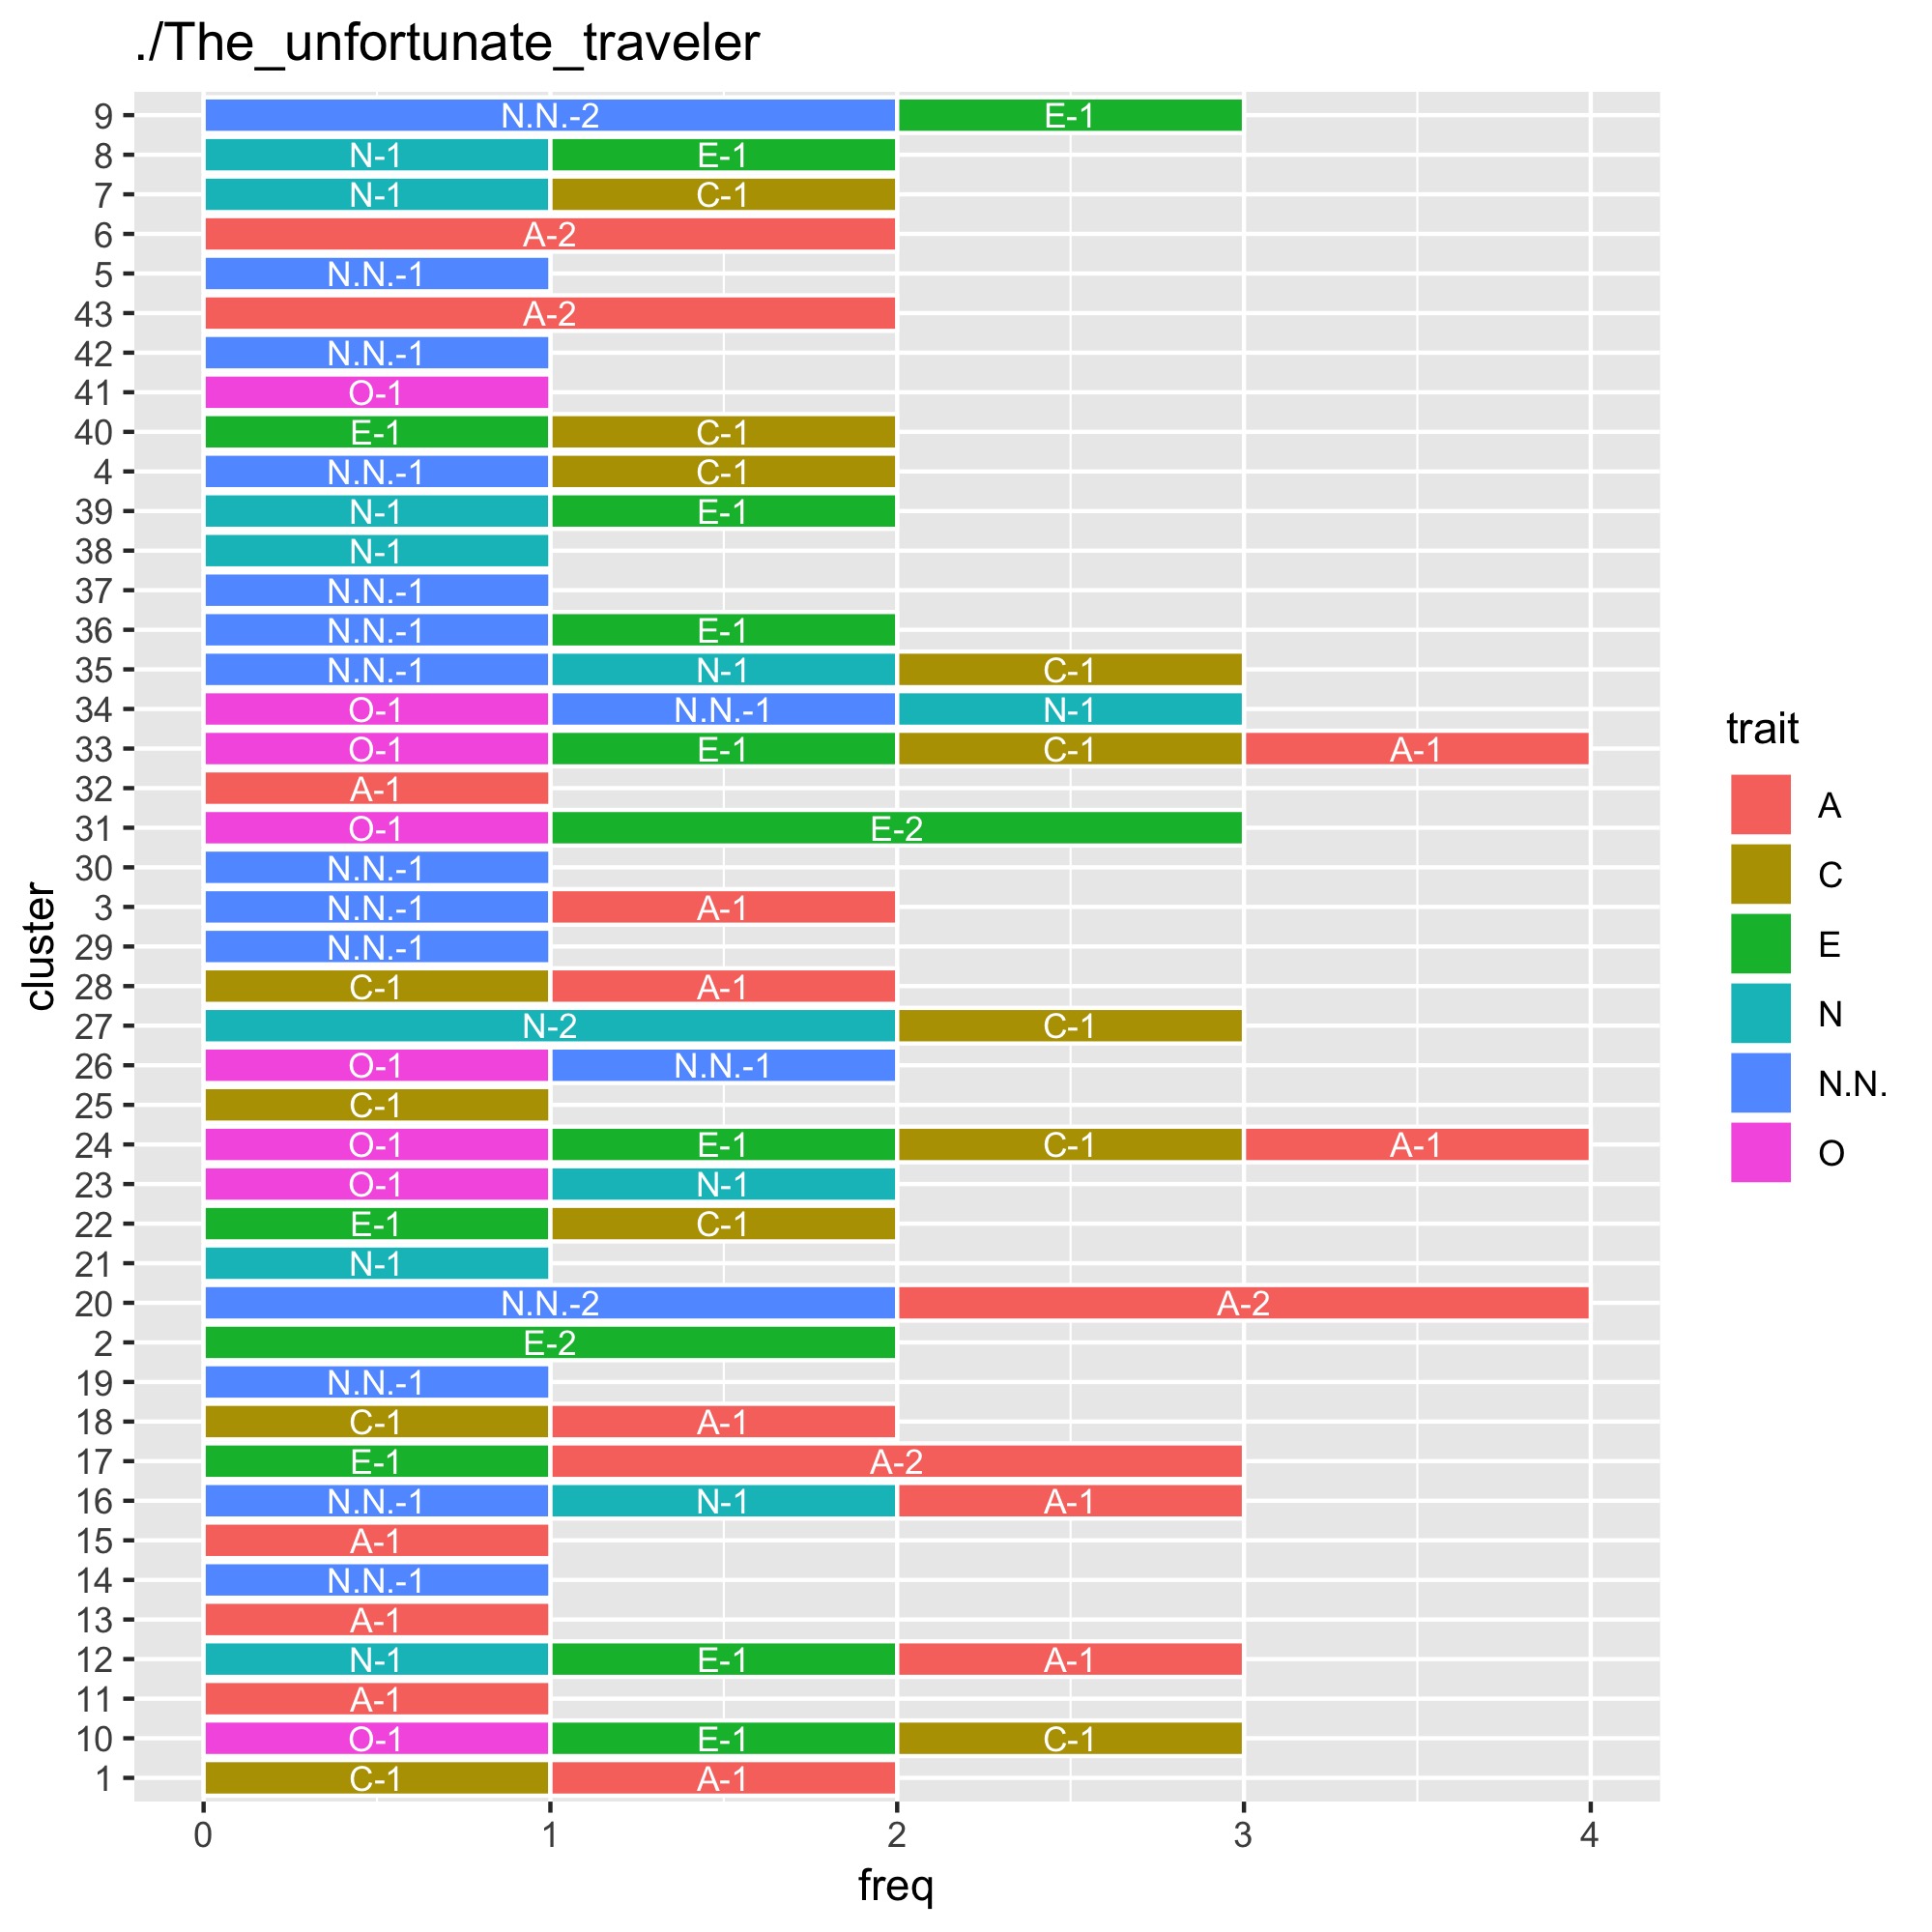 ./The_unfortunate_traveler
9 N.N.-2 E-1
8 N-1 E-1
7 N-1 C-1
6 A-2
5 N.N.-1
43 A-2
42 N.N.-1
41 O-1
40 E-1 C-1
4 N.N.-1 C-1
39 N-1 E-1
38 N-1
37 N.N.-1
36 N.N.-1 E-1
35 N.N.-1 N-1 C-1
34 O-1 N.N.-1 N-1
33 O-1 E-1 C-1 A-1
32 A-1
31 O-1 E-2
30 N.N.-1
3 N.N.-1 A-1
29 N.N.-1
28 C-1 A-1
27 N-2 C-1
26 O-1 N.N.-1
25 C-1
24 O-1 E-1 C-1 A-1
23 O-1 N-1
22 E-1 C-1
21 N-1
20 N.N.-2 A-2
2 E-2
19 N.N.-1
18 C-1 A-1
17 E-1 A-2
16 N.N.-1 N-1 A-1
15 A-1
14 N.N.-1
13 A-1
12 N-1 E-1 A-1
11 A-1
10 O-1 E-1 C-1
1 C-1 A-1
0 1 2 3 4
freq
cluster
trait
A
C
E
N
N.N.
O